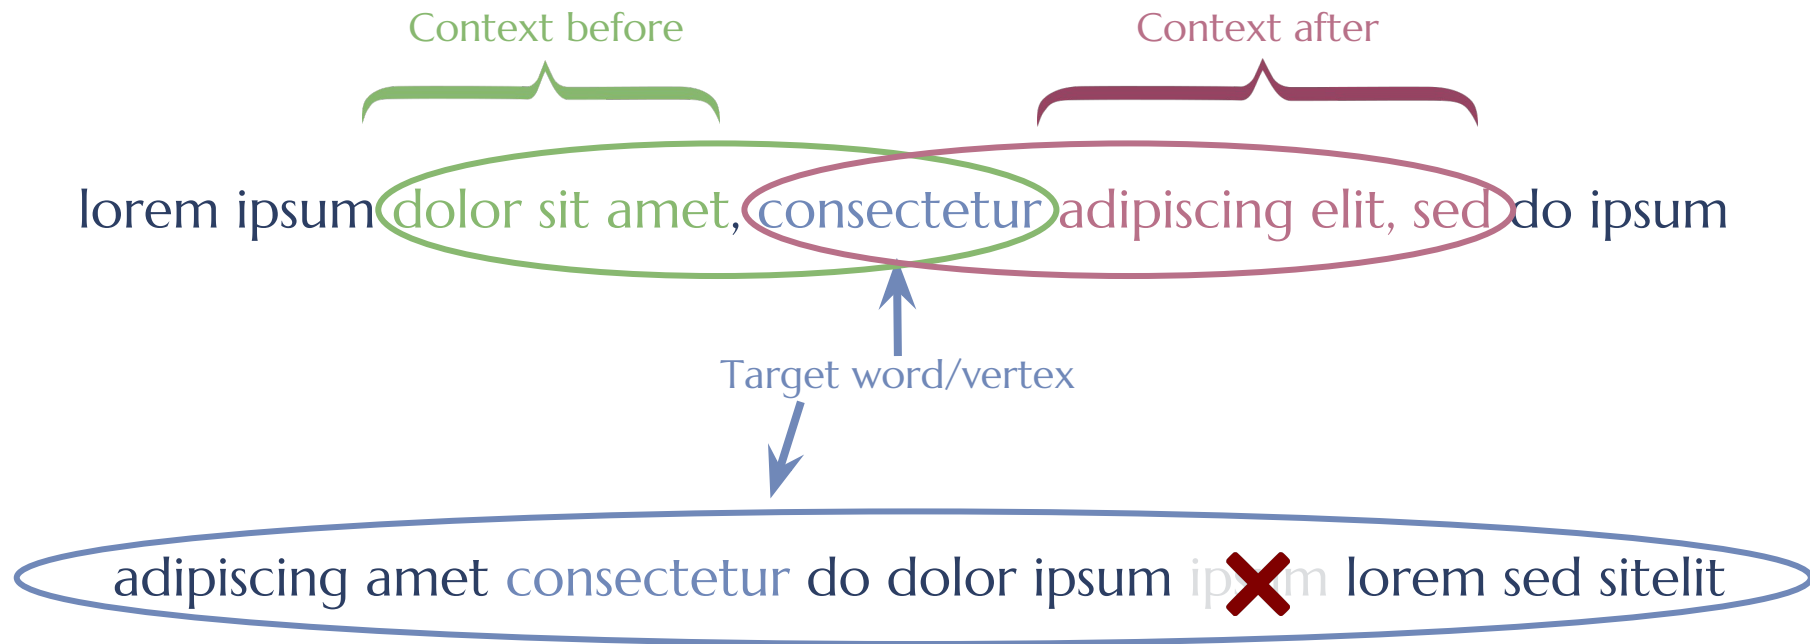 Context before Context after
lorem ipsum dolor sit amet, consectetur adipiscing elit, sed do ipsum
Target word/vertex
adipiscing amet consectetur do dolor ipsum ipsum lorem sed sitelit